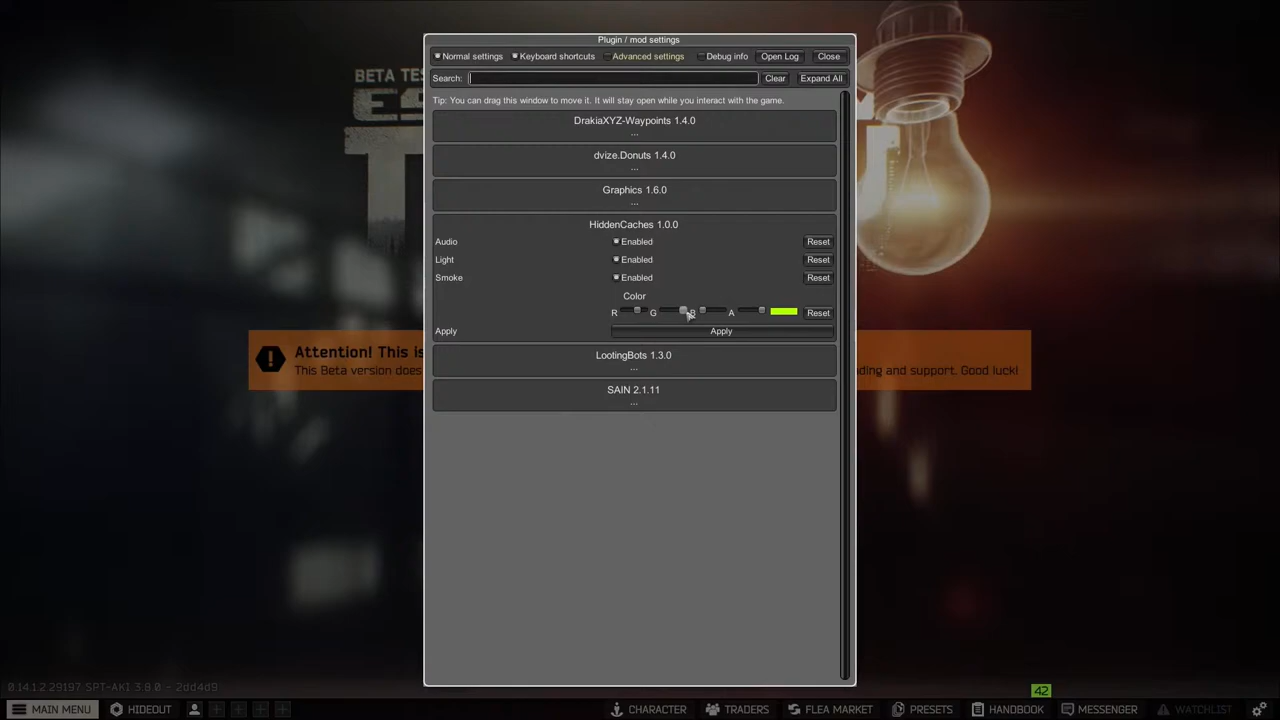 Plugin / mod settings
Normal settings Keyboard shortcuts Advanced settings Debug info Open Log Close
Search: Clear Expand All
Tip: You can drag this window to move it. It will stay open while you interact with the game.
DrakiaXYZ-Waypoints 1.4.0
...
dvize.Donuts 1.4.0
...
Graphics 1.6.0
...
HiddenCaches 1.0.0
Audio Enabled Reset
Light Enabled Reset
Smoke Enabled Reset
Color
R G B A Reset
Apply Apply
LootingBots 1.3.0
...
SAIN 2.1.11
...
BETA TES
ES
T
Attention! This is
This Beta version does
ding and support. Good luck!
0.14.1.2.29197 SPT-AKI 3.8.0 - 2dd4d9
42
MAIN MENU HIDEOUT CHARACTER TRADERS FLEA MARKET PRESETS HANDBOOK MESSENGER WATCHLIST